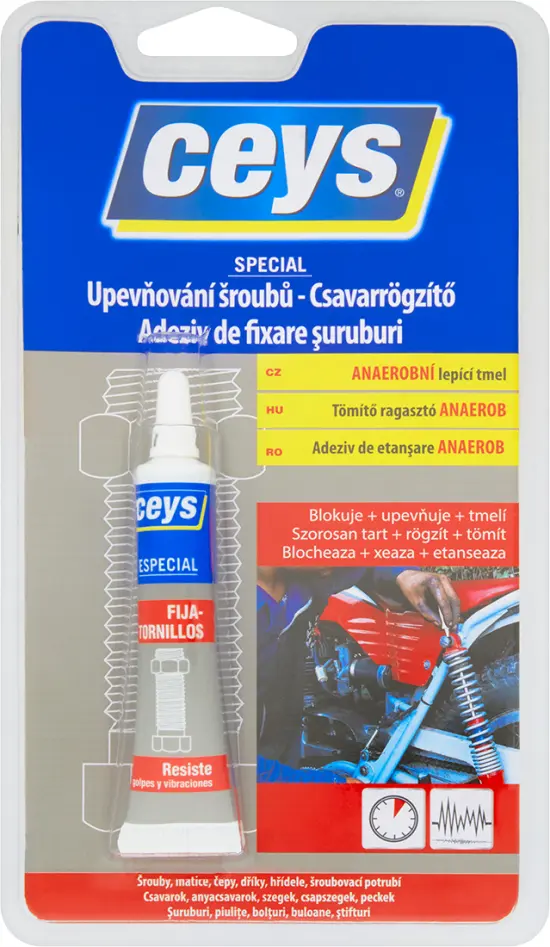 ceys®
SPECIAL
Upevňování šroubů - Csavarrögzítő
Adeziv de fixare şuruburi
CZ ANAEROBNÍ lepící tmel
HU Tömítő ragasztó ANAEROB
RO Adeziv de etanşare ANAEROB
Blokuje + upevňuje + tmelí
Szorosan tart + rögzít + tömít
Blocheaza + xeaza + etanseaza
ceys
ESPECIAL
FIJA-
TORNILLOS
Resiste
golpes y vibraciones
Šrouby, matice, čepy, dříky, hřídele, šroubovací potrubí
Csavarok, anyacsavarok, szegek, csapszegek, peckek
Şuruburi, piuliţe, bolţuri, buloane, ştifturi